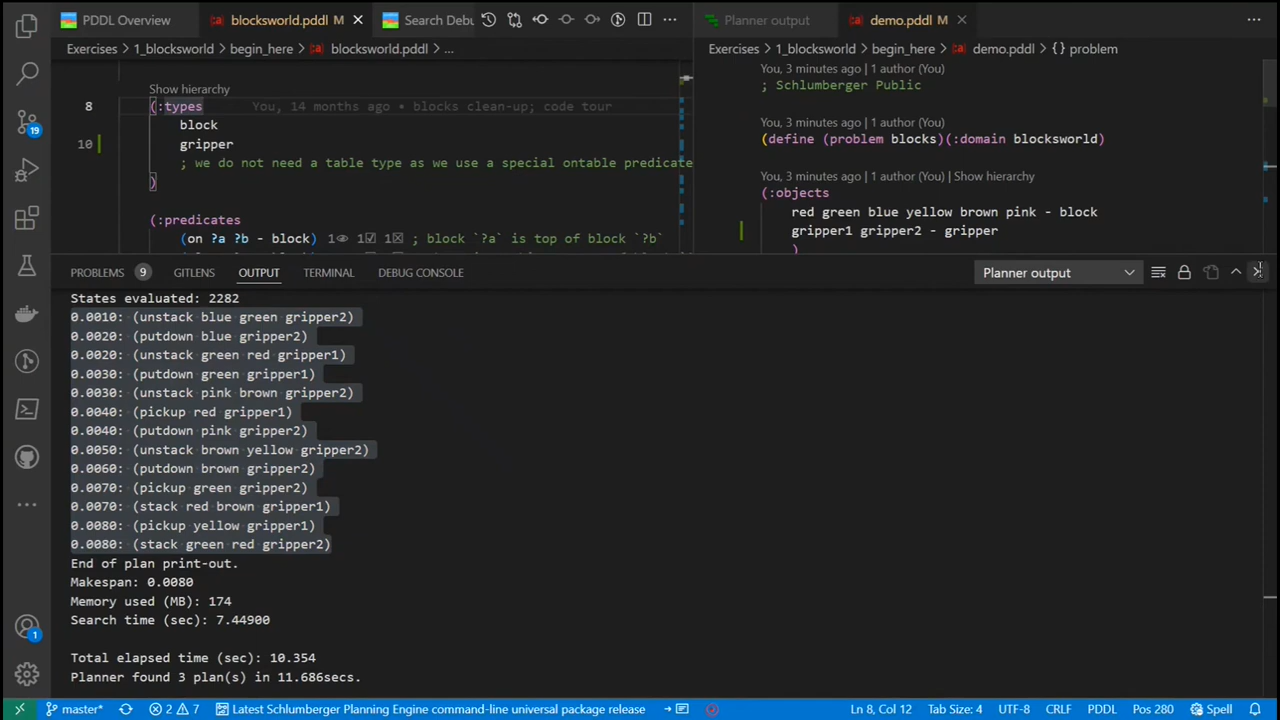 PDDL Overview
blocksworld.pddl M
Search Debu
Planner output
demo.pddl M
Exercises > 1_blocksworld > begin_here > blocksworld.pddl > ...
Exercises > 1_blocksworld > begin_here > demo.pddl > {} problem
Show hierarchy
8 (:types You, 14 months ago • blocks clean-up; code tour
block
10 gripper
; we do not need a table type as we use a special ontable predicate
)
(:predicates
(on ?a ?b - block) 1 1 1 ; block `?a` is top of block `?b`
You, 3 minutes ago | 1 author (You)
; Schlumberger Public
You, 3 minutes ago | 1 author (You)
(define (problem blocks)(:domain blocksworld)
You, 3 minutes ago | 1 author (You) | Show hierarchy
(:objects
red green blue yellow brown pink - block
gripper1 gripper2 - gripper
)
19
PROBLEMS 9 GITLENS OUTPUT TERMINAL DEBUG CONSOLE
Planner output
States evaluated: 2282
0.0010: (unstack blue green gripper2)
0.0020: (putdown blue gripper2)
0.0020: (unstack green red gripper1)
0.0030: (putdown green gripper1)
0.0030: (unstack pink brown gripper2)
0.0040: (pickup red gripper1)
0.0040: (putdown pink gripper2)
0.0050: (unstack brown yellow gripper2)
0.0060: (putdown brown gripper2)
0.0070: (pickup green gripper2)
0.0070: (stack red brown gripper1)
0.0080: (pickup yellow gripper1)
0.0080: (stack green red gripper2)
End of plan print-out.
Makespan: 0.0080
Memory used (MB): 174
Search time (sec): 7.44900
Total elapsed time (sec): 10.354
Planner found 3 plan(s) in 11.686secs.
1
master* 2 7 Latest Schlumberger Planning Engine command-line universal package release Ln 8, Col 12 Tab Size: 4 CRLF UTF-8 PDDL Pos 280 Spell